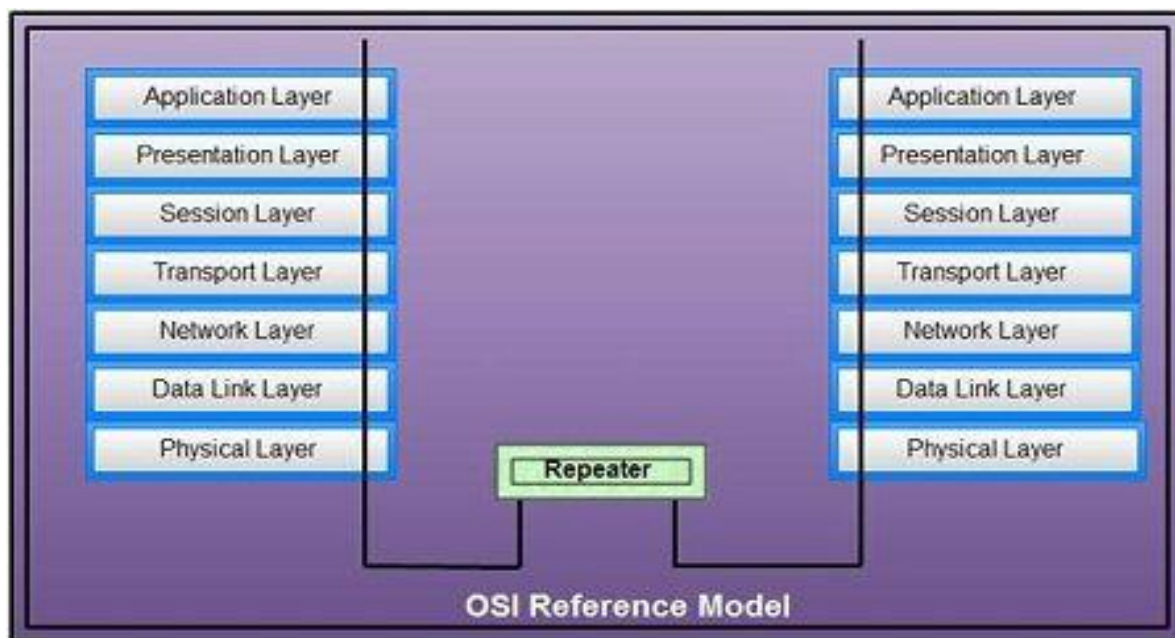 Application Layer
Presentation Layer
Session Layer
Transport Layer
Network Layer
Data Link Layer
Physical Layer
Repeater
Application Layer
Presentation Layer
Session Layer
Transport Layer
Network Layer
Data Link Layer
Physical Layer
OSI Reference Model